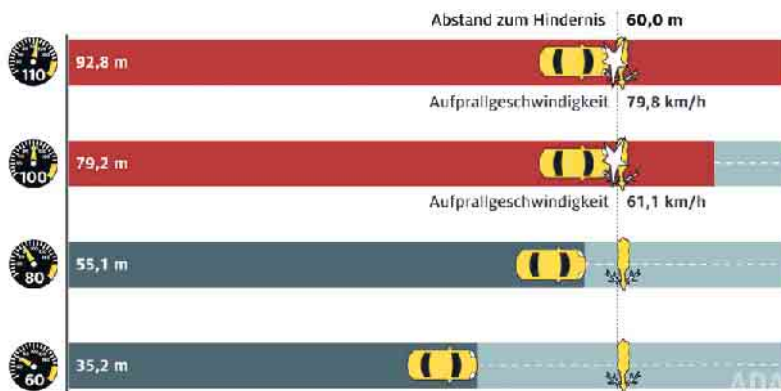 Abstand zum Hindernis 60,0 m
110 92,8 m
Aufprallgeschwindigkeit 79,8 km/h
100 79,2 m
Aufprallgeschwindigkeit 61,1 km/h
80 55,1 m
60 35,2 m